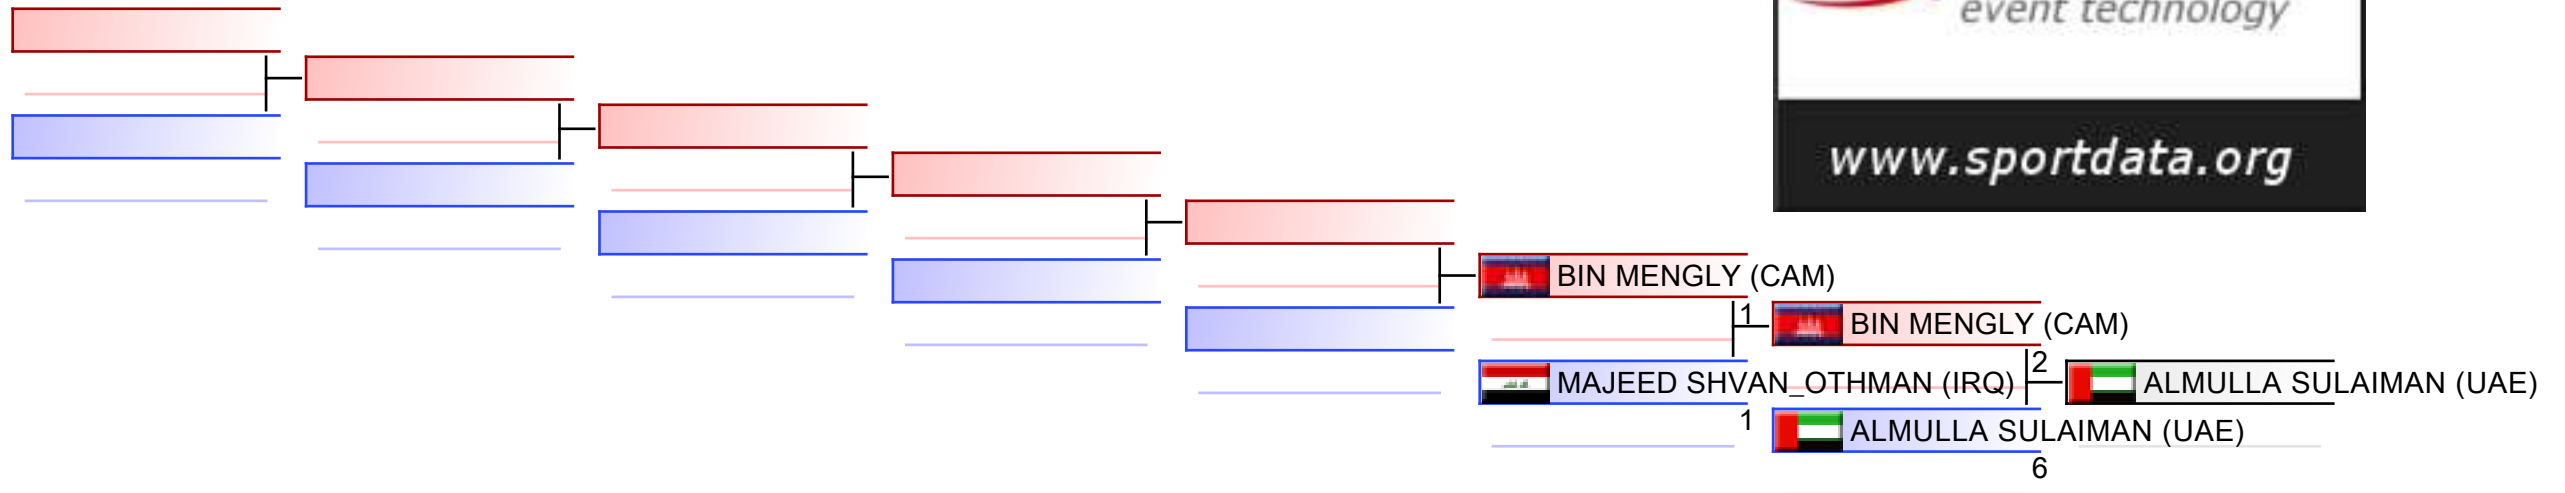 event technology
www.sportdata.org
BIN MENGLY (CAM)
1
BIN MENGLY (CAM)
2
MAJEED SHVAN_OTHMAN (IRQ)
ALMULLA SULAIMAN (UAE)
1
ALMULLA SULAIMAN (UAE)
6